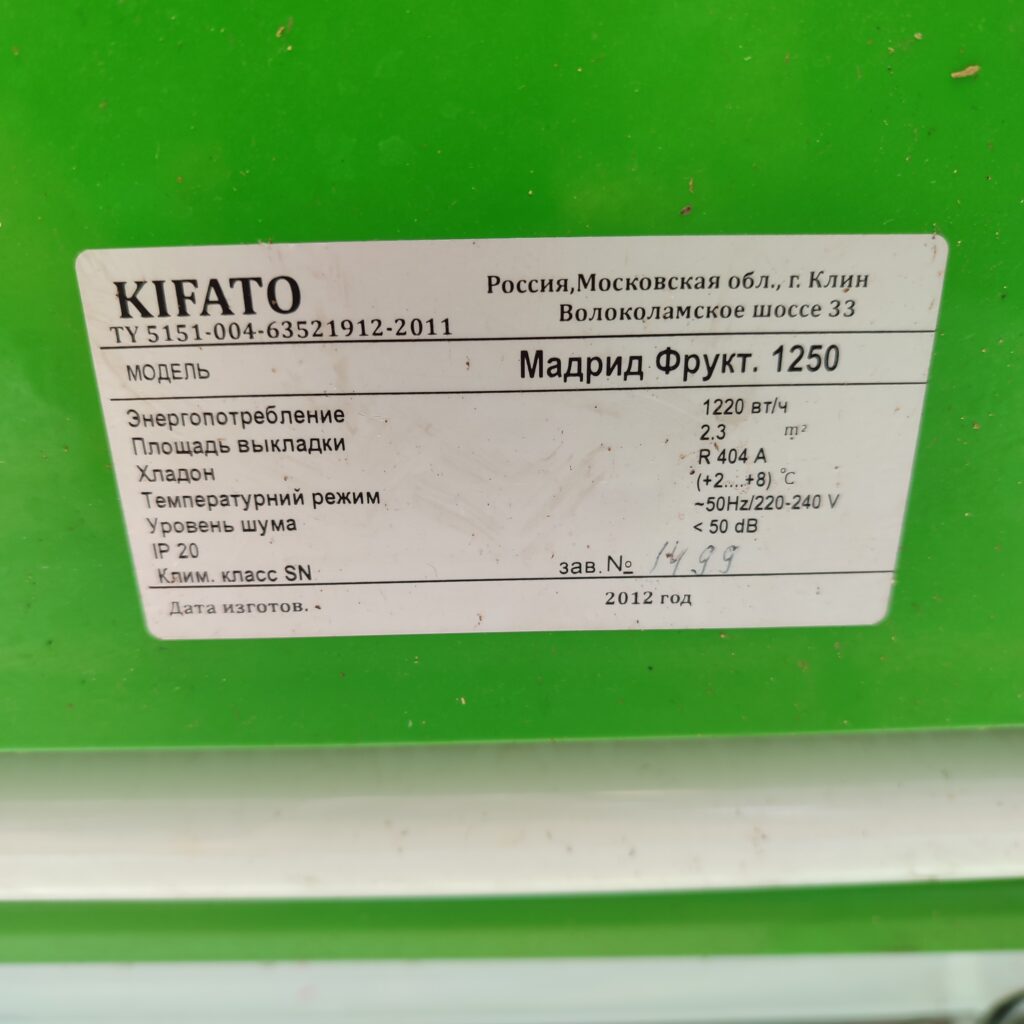 KIFATO
Россия,Московская обл., г. Клин
Волоколамское шоссе 33
ТУ 5151-004-63521912-2011
МОДЕЛЬ Мадрид Фрукт. 1250
Энергопотребление 1220 вт/ч
Площадь выкладки 2.3 m²
Хладон R 404 A
Температурний режим (+2....+8) °C
~50Hz/220-240 V
Уровень шума < 50 dB
IP 20
Клим. класс SN зав. № 1499
Дата изготов. 2012 год